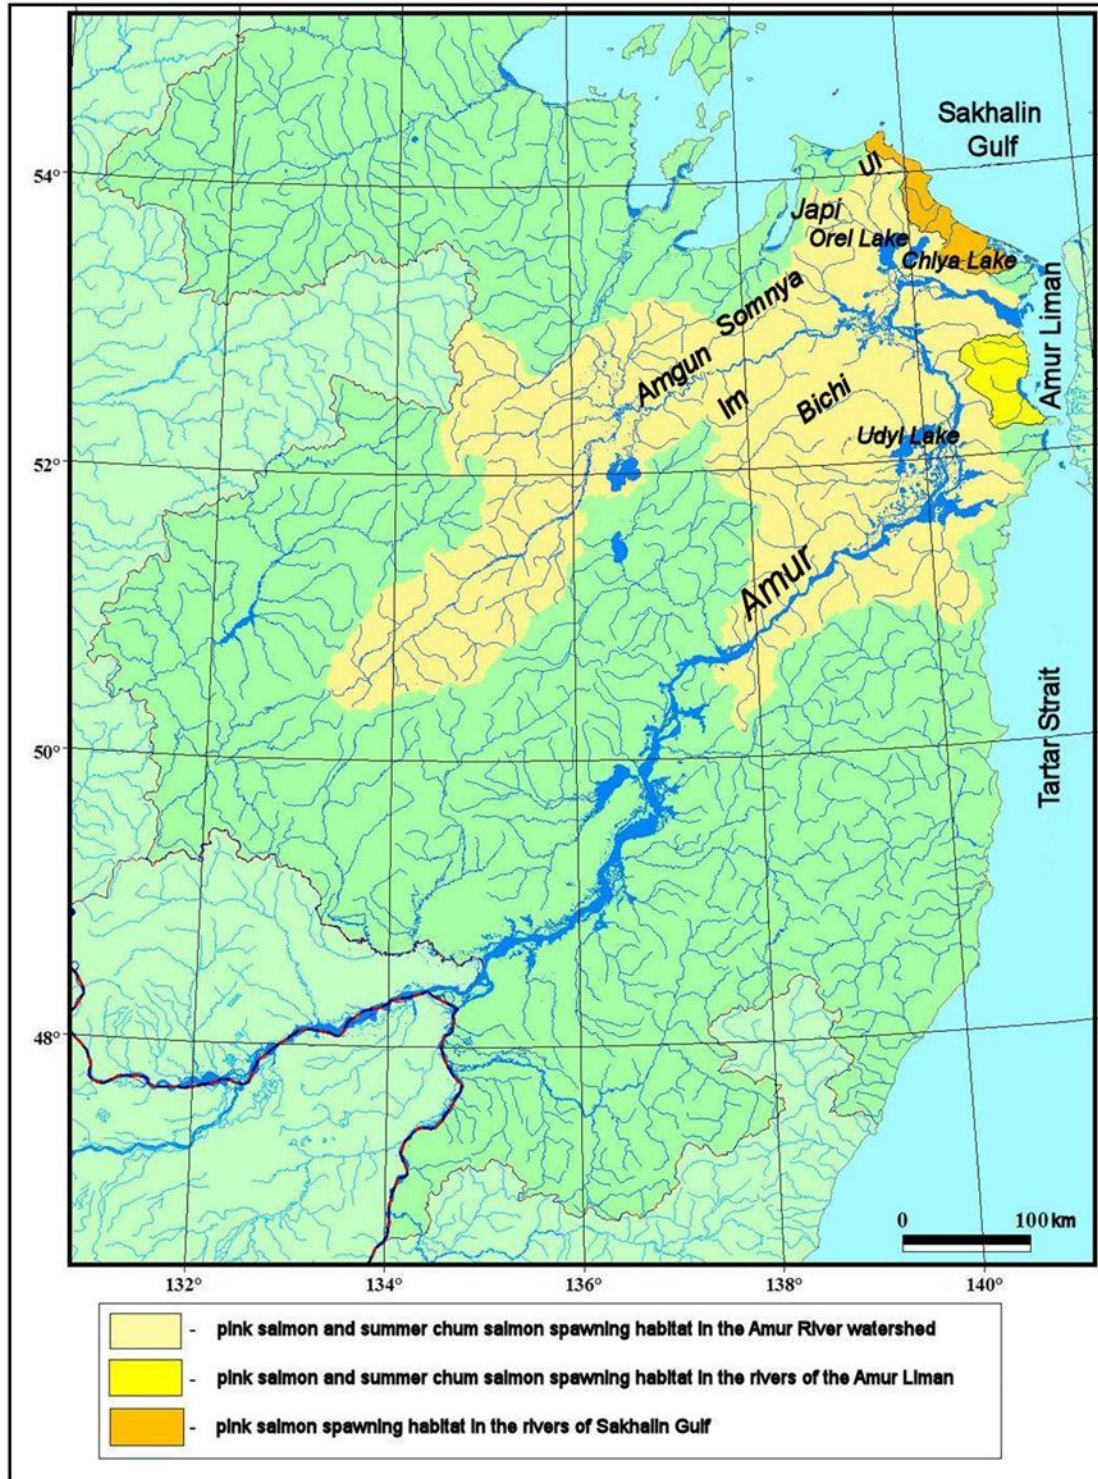 Sakhalin
Gulf
54°
Ul
Japi
Orel Lake
Chlya Lake
Somnya
Amur Liman
Amgun
Im
Bichi
Udyl Lake
52°
Amur
Tartar Strait
50°
48°
0 100 km
132° 134° 136° 138° 140°
- pink salmon and summer chum salmon spawning habitat in the Amur River watershed
- pink salmon and summer chum salmon spawning habitat in the rivers of the Amur Liman
- pink salmon spawning habitat in the rivers of Sakhalin Gulf